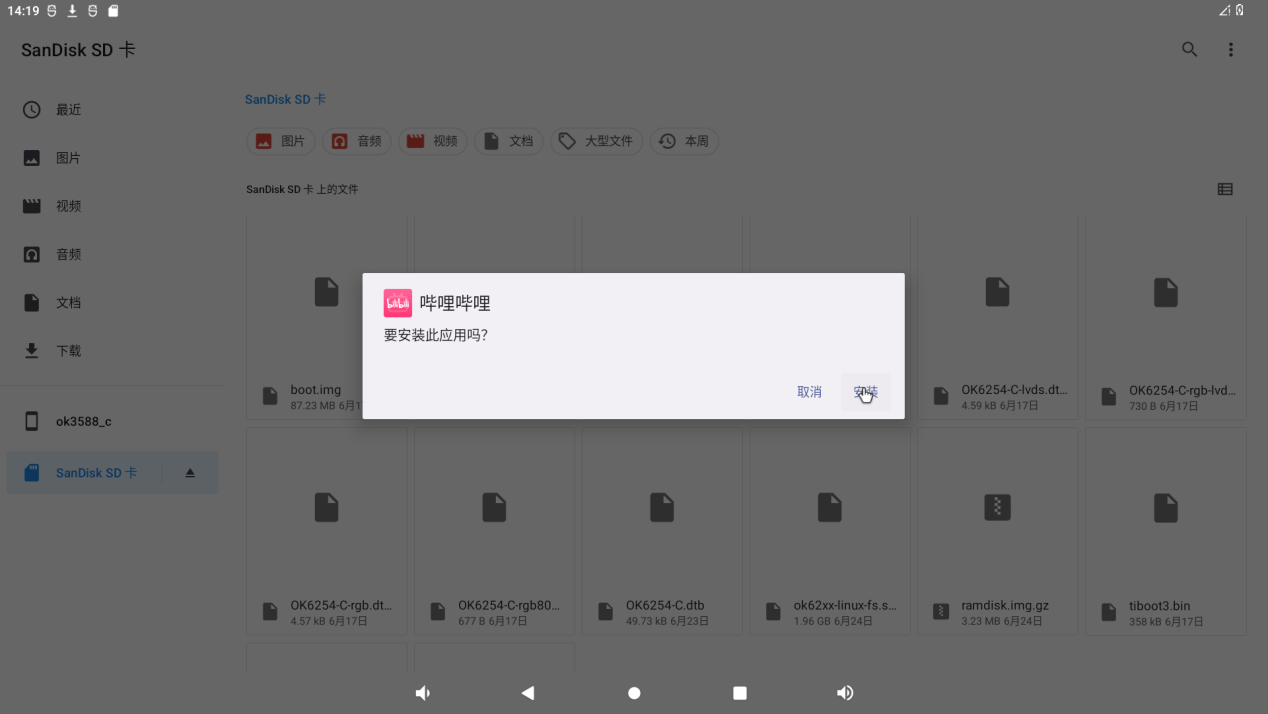 14:19
SanDisk SD 卡
最近
图片
视频
音频
文档
下载
ok3588_c
SanDisk SD 卡
SanDisk SD 卡
图片 音频 视频 文档 大型文件 本周
SanDisk SD 卡 上的文件
bilibili 哔哩哔哩
要安装此应用吗?
取消 安装
boot.img
87.23 MB 6月1
OK6254-C-lvds.dt...
4.59 kB 6月17日
OK6254-C-rgb-lvd...
730 B 6月17日
OK6254-C-rgb.dt...
4.57 kB 6月17日
OK6254-C-rgb80...
677 B 6月17日
OK6254-C.dtb
49.73 kB 6月23日
ok62xx-linux-fs.s...
1.96 GB 6月24日
ramdisk.img.gz
3.23 MB 6月24日
tiboot3.bin
358 kB 6月17日